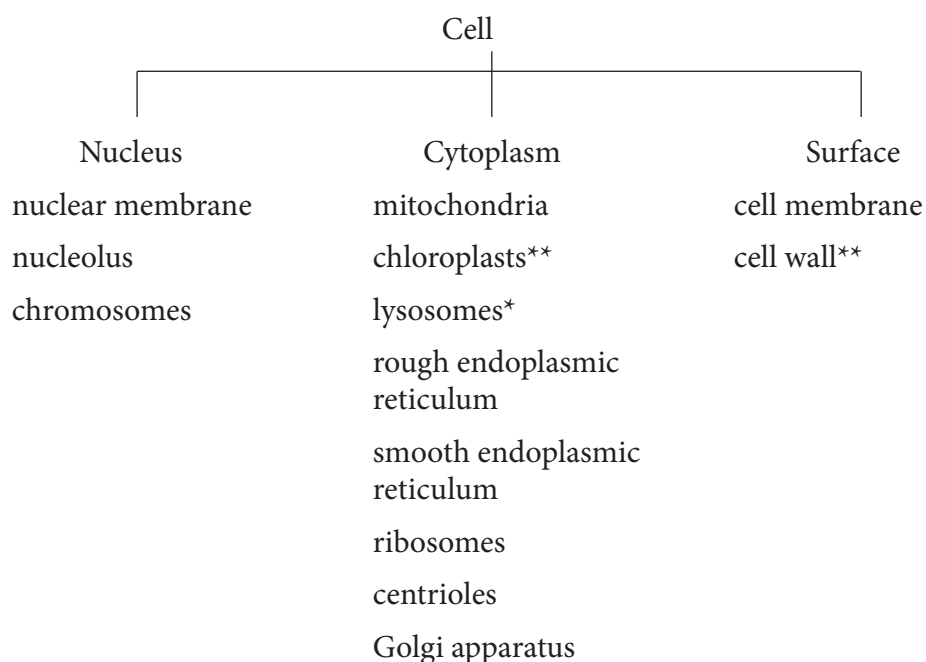 Cell
Nucleus
nuclear membrane
nucleolus
chromosomes
Cytoplasm
mitochondria
chloroplasts**
lysosomes*
rough endoplasmic
reticulum
smooth endoplasmic
reticulum
ribosomes
centrioles
Golgi apparatus
Surface
cell membrane
cell wall**